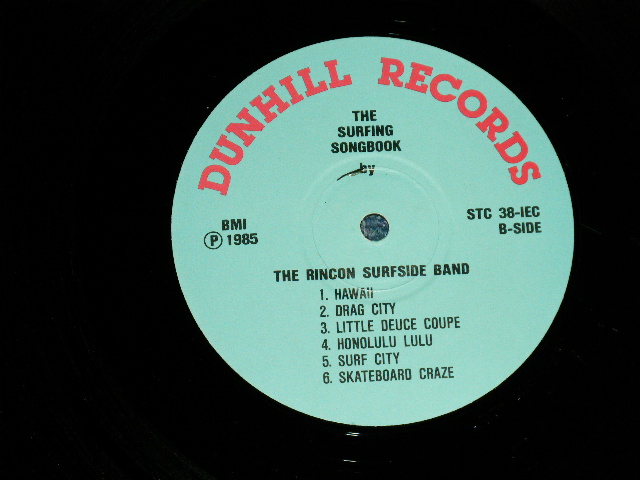 DUNHILL RECORDS
THE
SURFING
SONGBOOK
by
STC 38-IEC
B-SIDE
BMI
Ⓟ 1985
THE RINCON SURFSIDE BAND
1. HAWAII
2. DRAG CITY
3. LITTLE DEUCE COUPE
4. HONOLULU LULU
5. SURF CITY
6. SKATEBOARD CRAZE